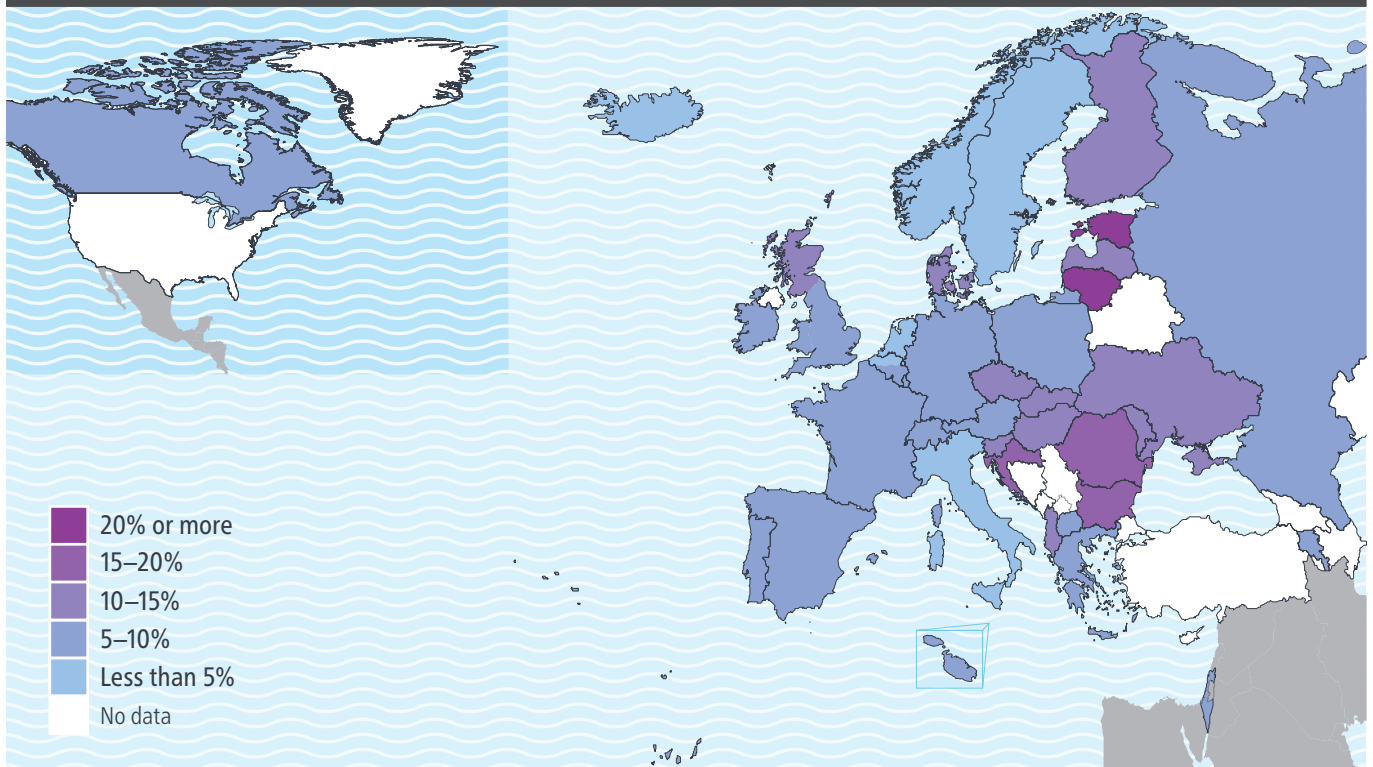 20% or more
15–20%
10–15%
5–10%
Less than 5%
No data